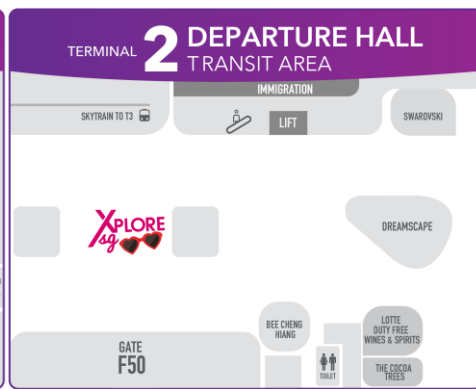 TERMINAL 2 DEPARTURE HALL
TRANSIT AREA
IMMIGRATION
SKYTRAIN TO T3
LIFT
SWAROVSKI
XPLORE
sg
DREAMSCAPE
BEE CHENG
HIANG
LOTTE
DUTY FREE
WINES & SPIRITS
GATE
F50
TOILET
THE COCOA
TREES